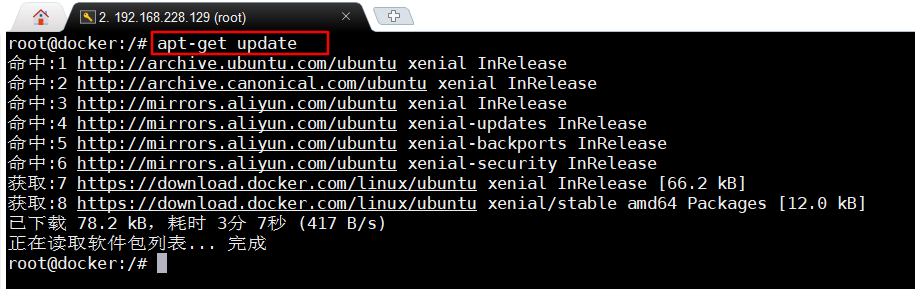 2. 192.168.228.129 (root)
root@docker:/# apt-get update
命中:1 http://archive.ubuntu.com/ubuntu xenial InRelease
命中:2 http://archive.canonical.com/ubuntu xenial InRelease
命中:3 http://mirrors.aliyun.com/ubuntu xenial InRelease
命中:4 http://mirrors.aliyun.com/ubuntu xenial-updates InRelease
命中:5 http://mirrors.aliyun.com/ubuntu xenial-backports InRelease
命中:6 http://mirrors.aliyun.com/ubuntu xenial-security InRelease
获取:7 https://download.docker.com/linux/ubuntu xenial InRelease [66.2 kB]
获取:8 https://download.docker.com/linux/ubuntu xenial/stable amd64 Packages [12.0 kB]
已下载 78.2 kB，耗时 3分 7秒 (417 B/s)
正在读取软件包列表... 完成
root@docker:/#